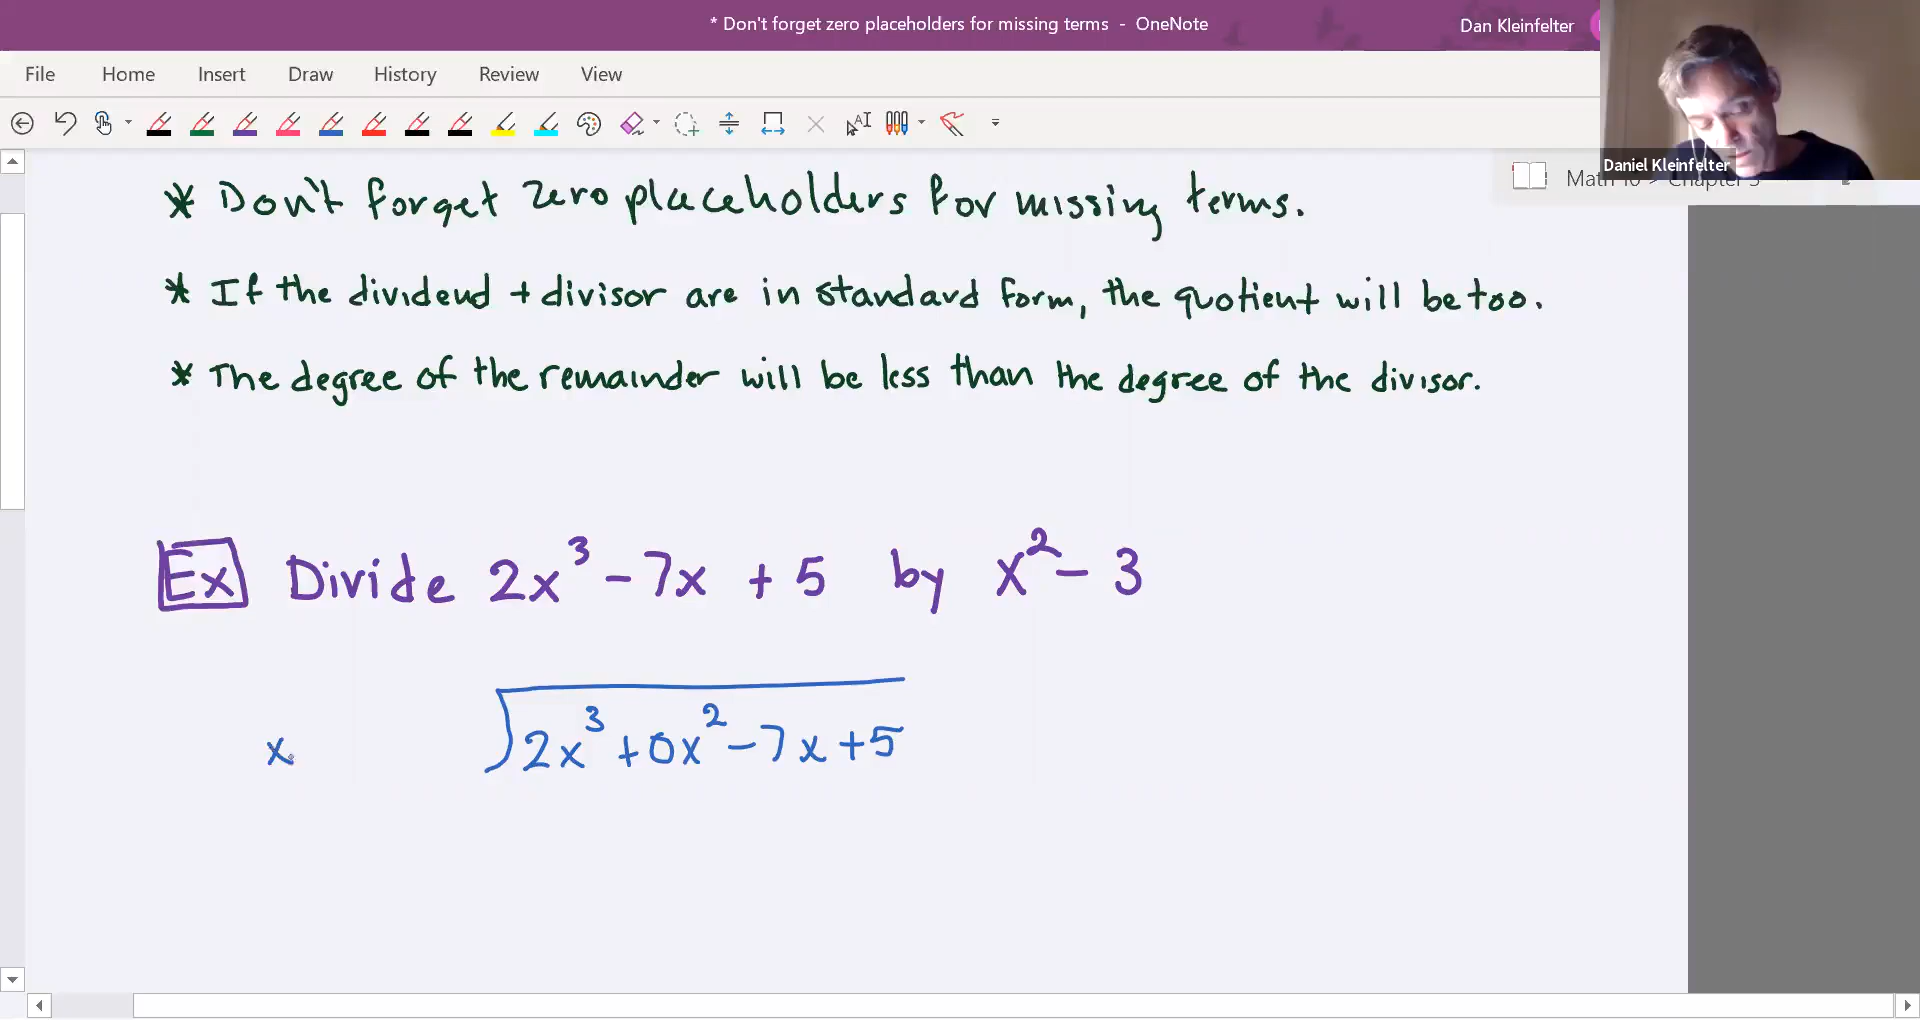 * Don't forget zero placeholders for missing terms - OneNote
Dan Kleinfelter
File Home Insert Draw History Review View
Daniel Kleinfelter
* Don't forget zero placeholders for missing terms.
* If the dividend + divisor are in standard form, the quotient will be too.
* The degree of the remainder will be less than the degree of the divisor.
Ex Divide 2x³ - 7x + 5 by x² - 3
x 2x³ + 0x² - 7x + 5